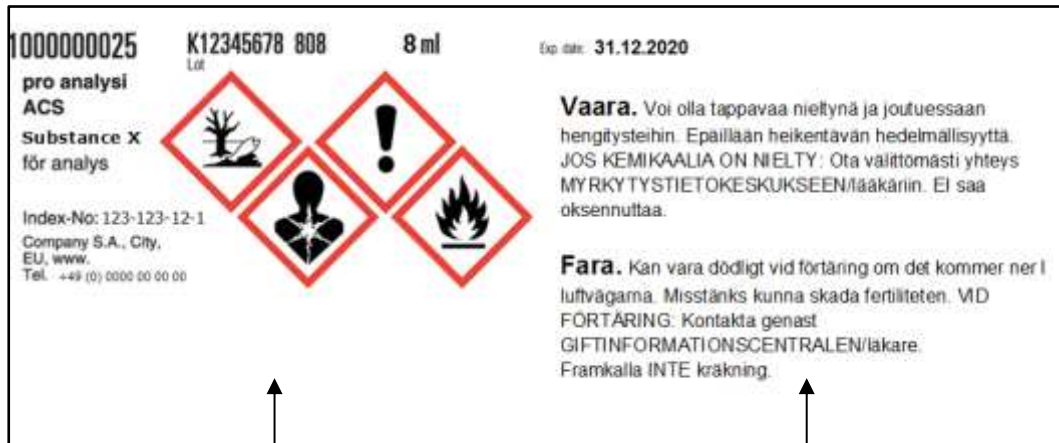 1000000025
K12345678 808
Lot
8 ml
Exp. date: 31.12.2020
pro analysi
ACS
Substance X
för analys
Index-No: 123-123-12-1
Company S.A., City,
EU, www.
Tel. +49 (0) 0000 00 00 00
Vaara. Voi olla tappavaa nieltynä ja joutuessaan
hengitysteihin. Epäillään heikentävän hedelmällisyyttä.
JOS KEMIKAALIA ON NIELTY: Ota välittömästi yhteys
MYRKYTYSTIETOKESKUKSEEN/lääkäriin. EI saa
oksennuttaa.
Fara. Kan vara dödligt vid förtäring om det kommer ner I
luftvägarna. Misstänks kunna skada fertiliteten. VID
FÖRTÄRING: Kontakta genast
GIFTINFORMATIONSCENTRALEN/läkare.
Framkalla INTE kräkning.